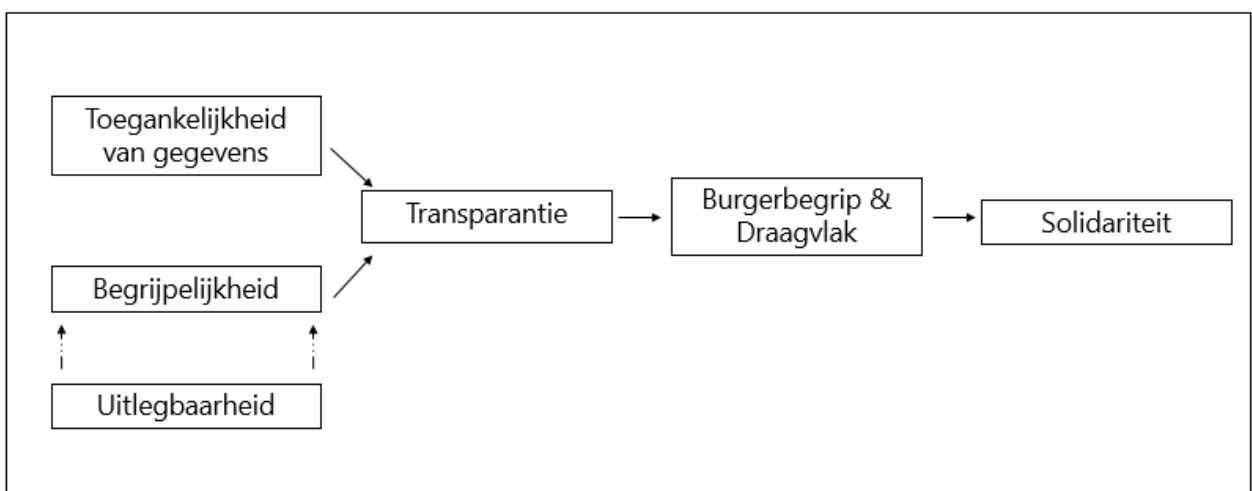 Toegankelijkheid
van gegevens
Transparantie
Burgerbegrip &
Draagvlak
Solidariteit
Begrijpelijkheid
Uitlegbaarheid